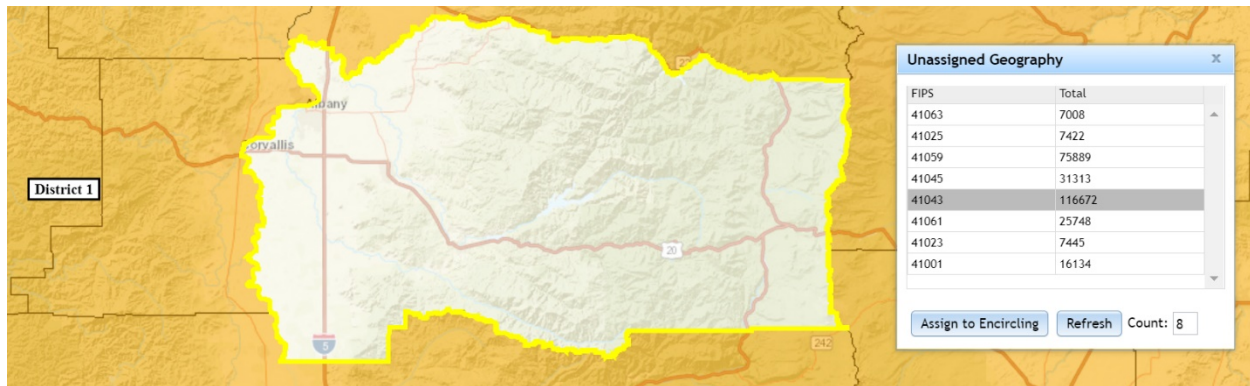 Albany
Corvallis
District 1
20
5
242
Unassigned Geography x
FIPS Total
41063 7008
41025 7422
41059 75889
41045 31313
41043 116672
41061 25748
41023 7445
41001 16134
Assign to Encircling Refresh Count: 8